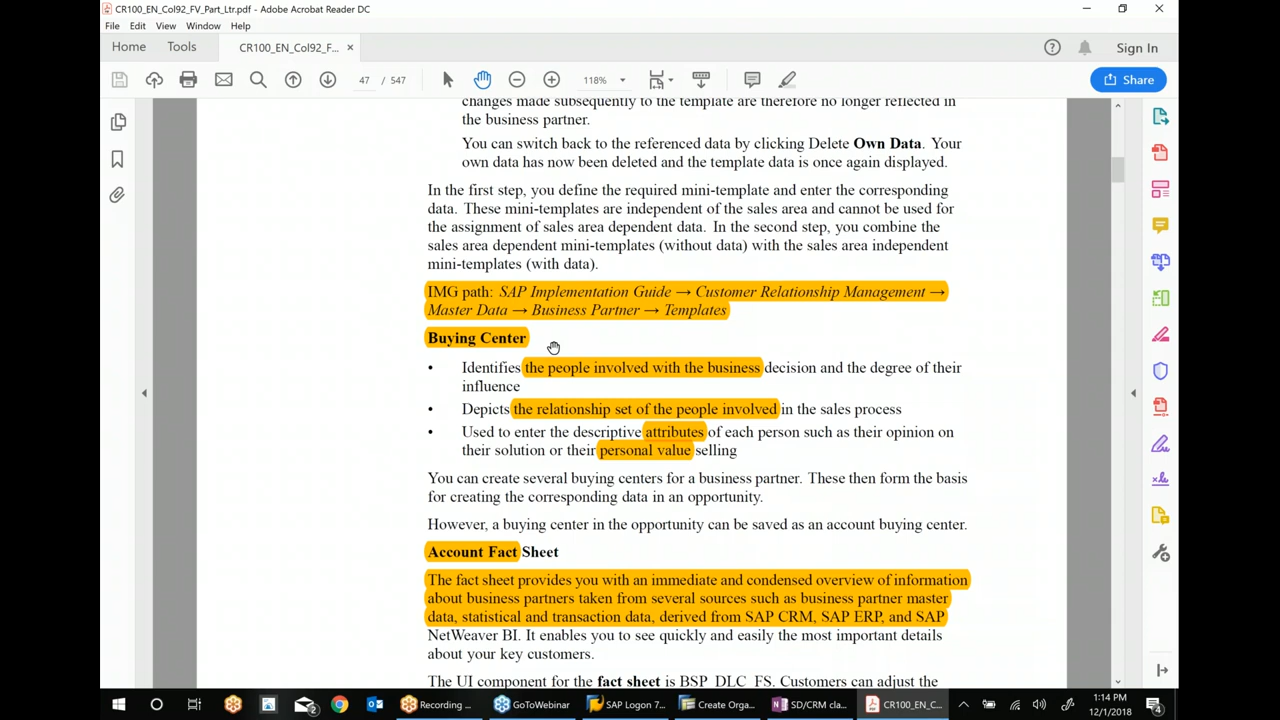 CR100_EN_Col92_FV_Part_Ltr.pdf - Adobe Acrobat Reader DC
File Edit View Window Help
Home Tools CR100_EN_Col92_F... × Sign In
47 / 547 118% Share
changes made subsequently to the template are therefore no longer reflected in
the business partner.
You can switch back to the referenced data by clicking Delete Own Data. Your
own data has now been deleted and the template data is once again displayed.
In the first step, you define the required mini-template and enter the corresponding
data. These mini-templates are independent of the sales area and cannot be used for
the assignment of sales area dependent data. In the second step, you combine the
sales area dependent mini-templates (without data) with the sales area independent
mini-templates (with data).
IMG path: SAP Implementation Guide → Customer Relationship Management →
Master Data → Business Partner → Templates
Buying Center
• Identifies the people involved with the business decision and the degree of their
influence
• Depicts the relationship set of the people involved in the sales process
• Used to enter the descriptive attributes of each person such as their opinion on
their solution or their personal value selling
You can create several buying centers for a business partner. These then form the basis
for creating the corresponding data in an opportunity.
However, a buying center in the opportunity can be saved as an account buying center.
Account Fact Sheet
The fact sheet provides you with an immediate and condensed overview of information
about business partners taken from several sources such as business partner master
data, statistical and transaction data, derived from SAP CRM, SAP ERP, and SAP
NetWeaver BI. It enables you to see quickly and easily the most important details
about your key customers.
The UI component for the fact sheet is BSP_DLC_FS. Customers can adjust the
Recording ... GoToWebinar SAP Logon 7... Create Orga... SD/CRM cla... CR100_EN_C...
1:14 PM
12/1/2018